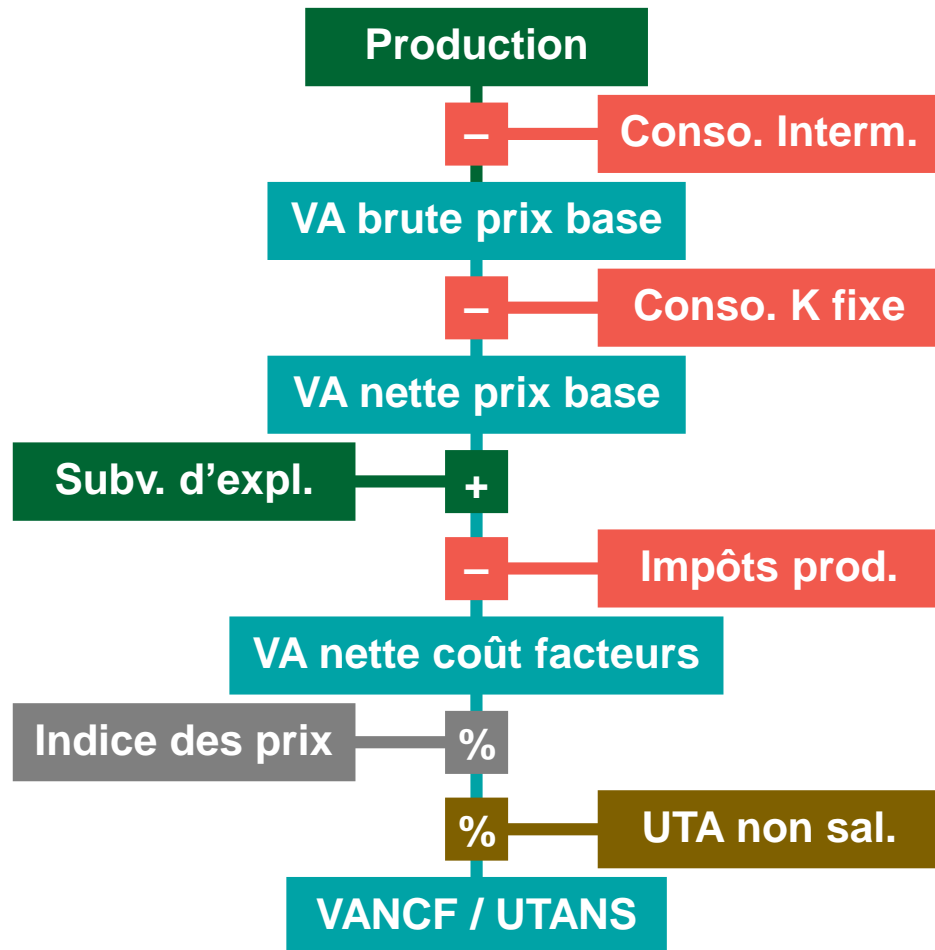 Production
–
Conso. Interm.
VA brute prix base
–
Conso. K fixe
VA nette prix base
Subv. d’expl.
+
–
Impôts prod.
VA nette coût facteurs
Indice des prix
%
%
UTA non sal.
VANCF / UTANS